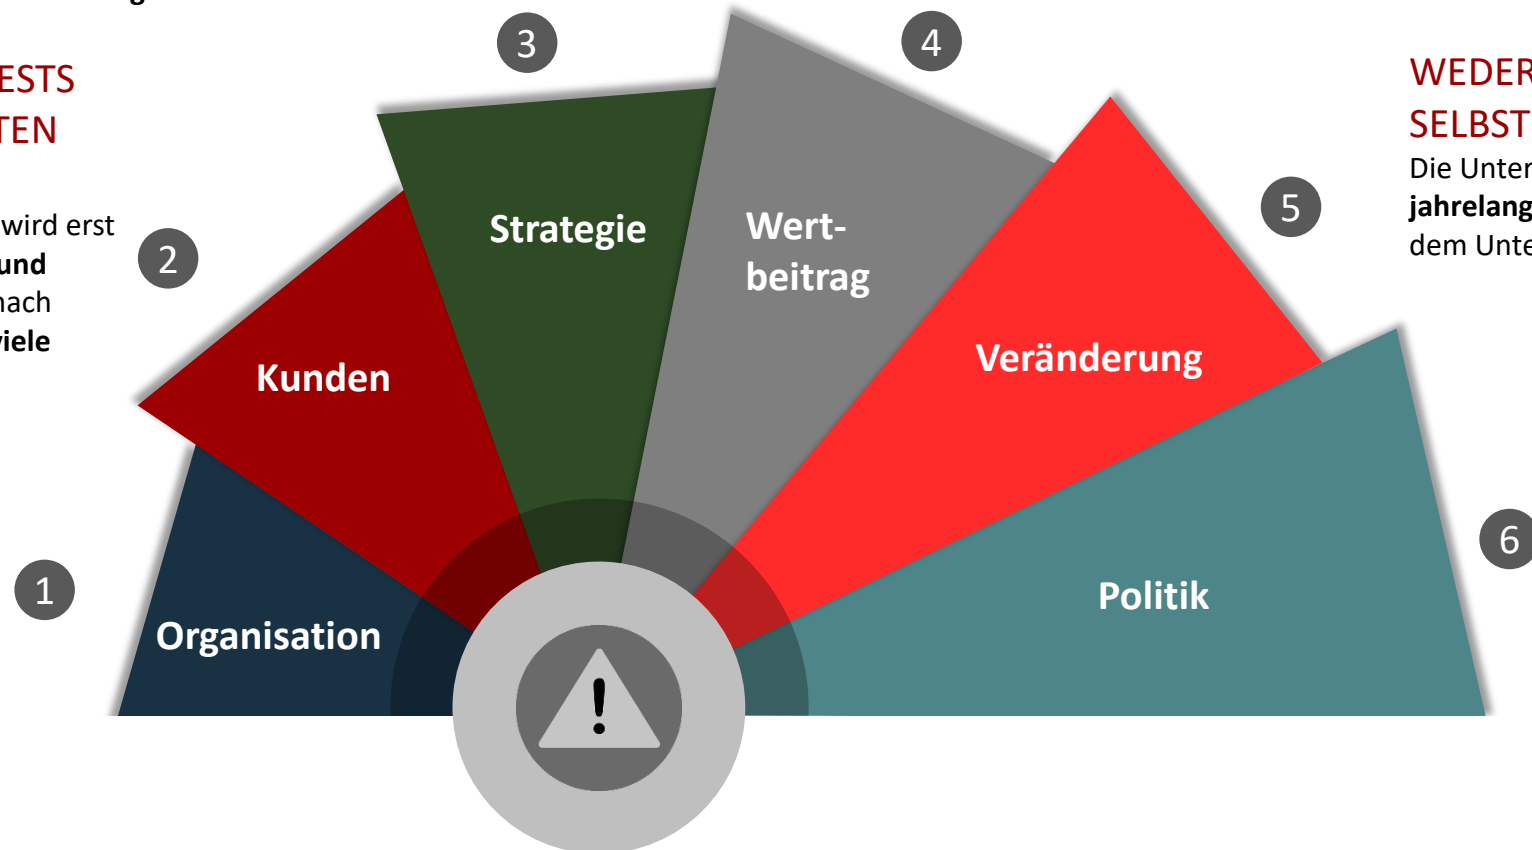 g
3
4
ESTS
TEN
wird erst
und
nach
viele
2
WEDER
SELBST
Die Unter
jahrelang
dem Unte
5
Strategie
Wert-
beitrag
Kunden
Veränderung
1
Organisation
Politik
6
!